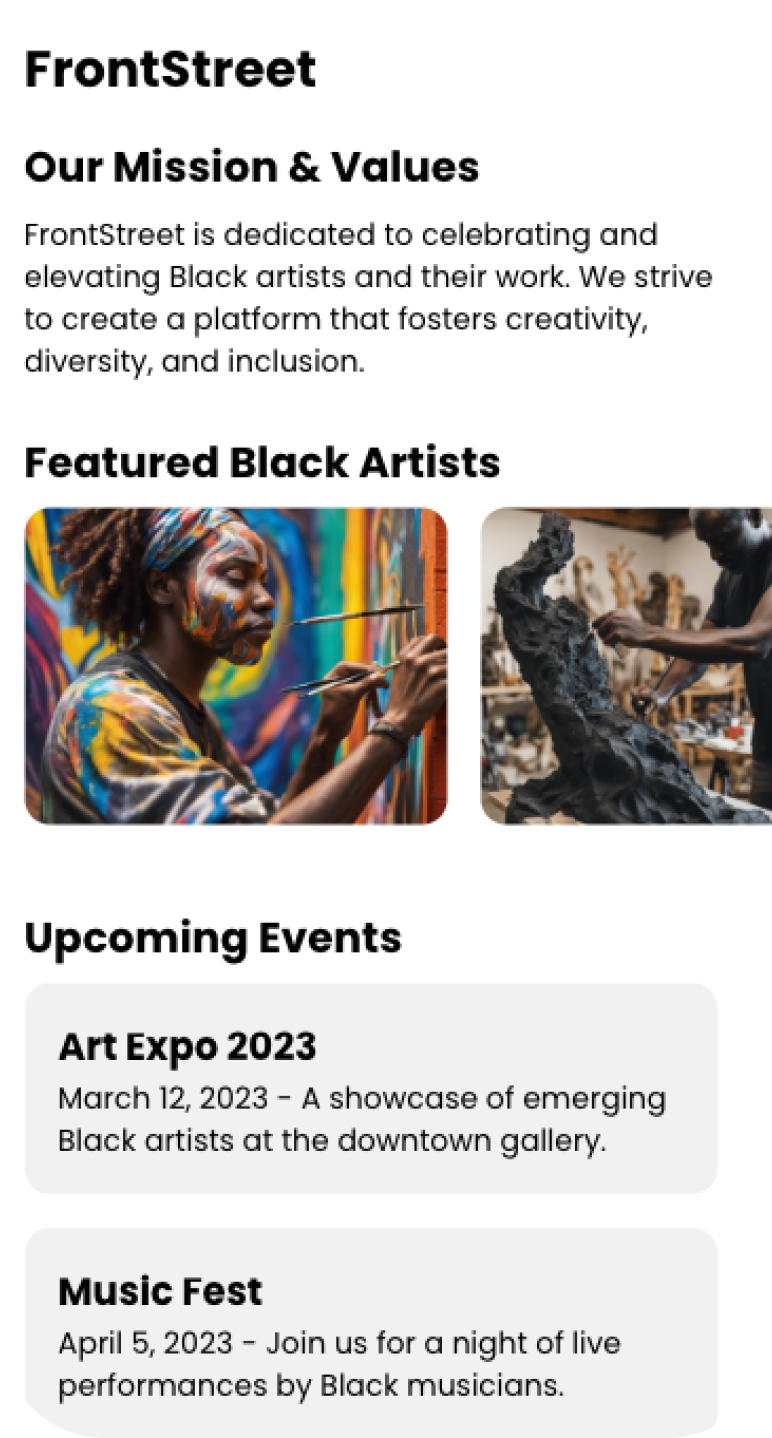 FrontStreet
Our Mission & Values
FrontStreet is dedicated to celebrating and
elevating Black artists and their work. We strive
to create a platform that fosters creativity,
diversity, and inclusion.
Featured Black Artists
Upcoming Events
Art Expo 2023
March 12, 2023 - A showcase of emerging
Black artists at the downtown gallery.
Music Fest
April 5, 2023 - Join us for a night of live
performances by Black musicians.